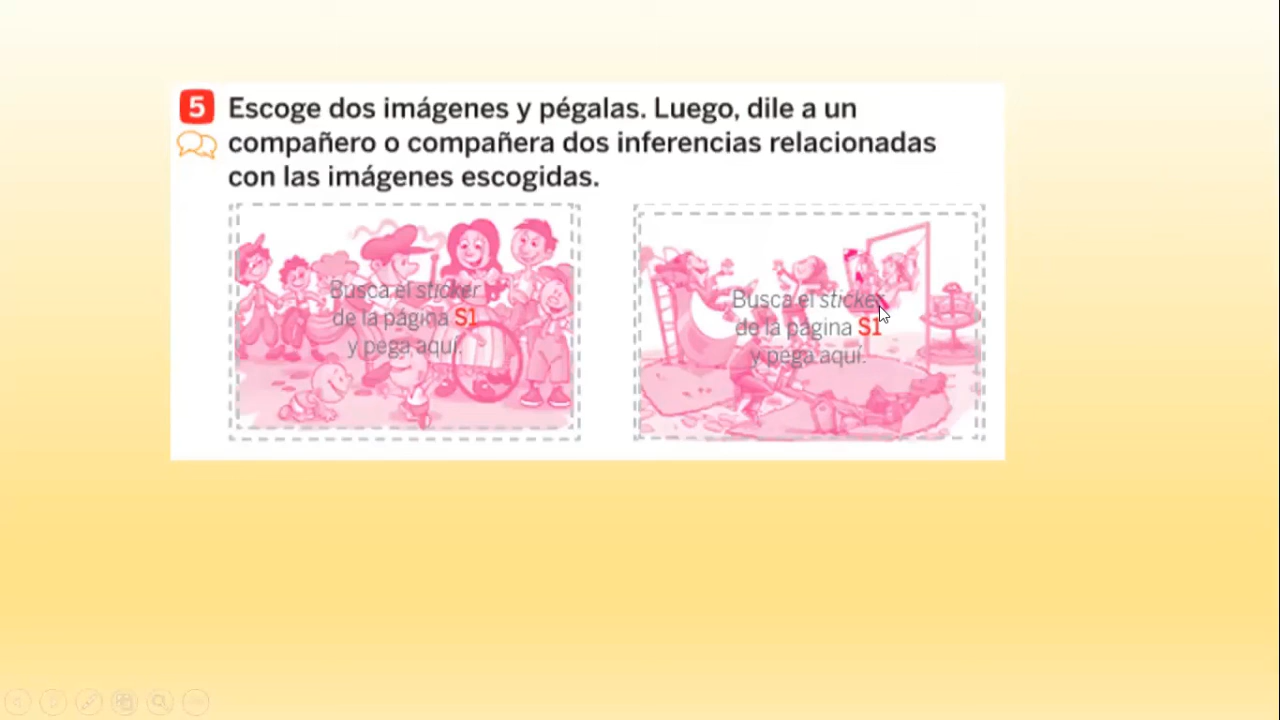 5 Escoge dos imágenes y pégalas. Luego, dile a un
compañero o compañera dos inferencias relacionadas
con las imágenes escogidas.
Busca el sticker
de la página S1
y pega aquí.
Busca el sticker
de la página S1
y pega aquí.